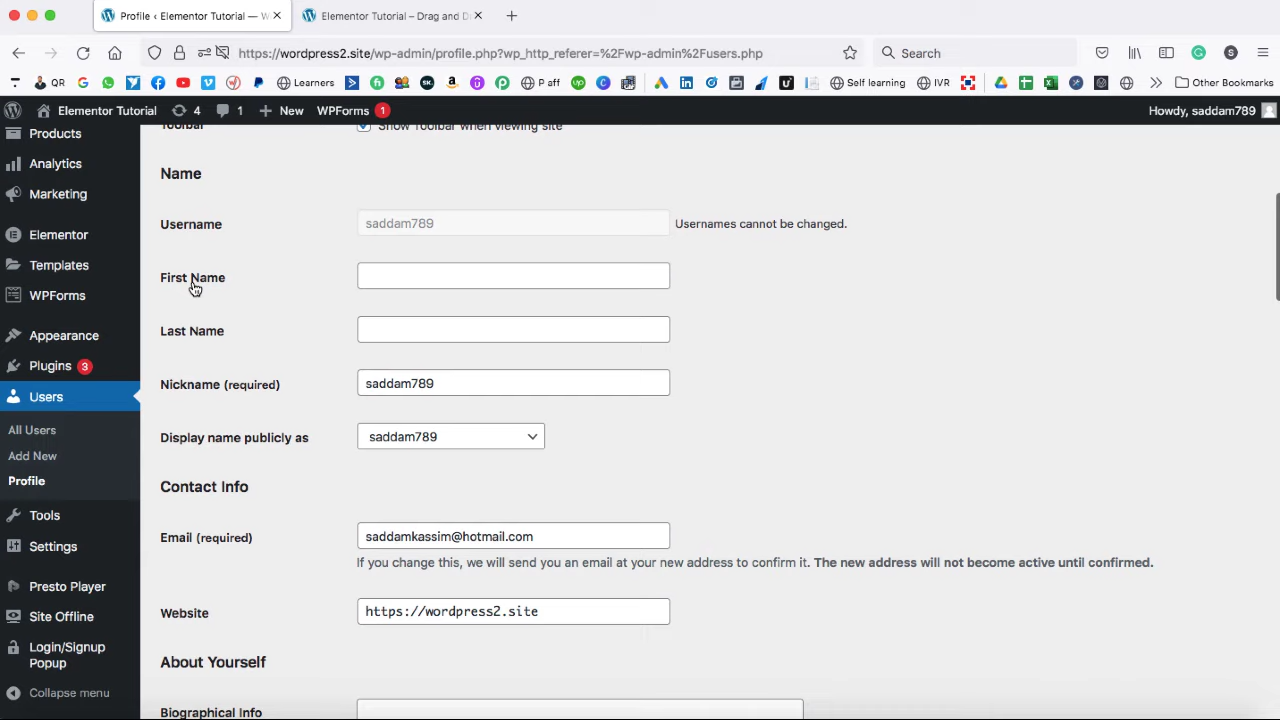 Profile ‹ Elementor Tutorial — W
Elementor Tutorial – Drag and D
https://wordpress2.site/wp-admin/profile.php?wp_http_referer=%2Fwp-admin%2Fusers.php
Search
QR
Learners
P aff
Self learning
IVR
Other Bookmarks
Elementor Tutorial
4
1
New
WPForms
1
Howdy, saddam789
Products
Analytics
Marketing
Elementor
Templates
WPForms
Appearance
Plugins 3
Users
All Users
Add New
Profile
Tools
Settings
Presto Player
Site Offline
Login/Signup
Popup
Collapse menu
Toolbar
Show Toolbar when viewing site
Name
Username
saddam789
Usernames cannot be changed.
First Name
Last Name
Nickname (required)
saddam789
Display name publicly as
saddam789
Contact Info
Email (required)
saddamkassim@hotmail.com
If you change this, we will send you an email at your new address to confirm it. The new address will not become active until confirmed.
Website
https://wordpress2.site
About Yourself
Biographical Info